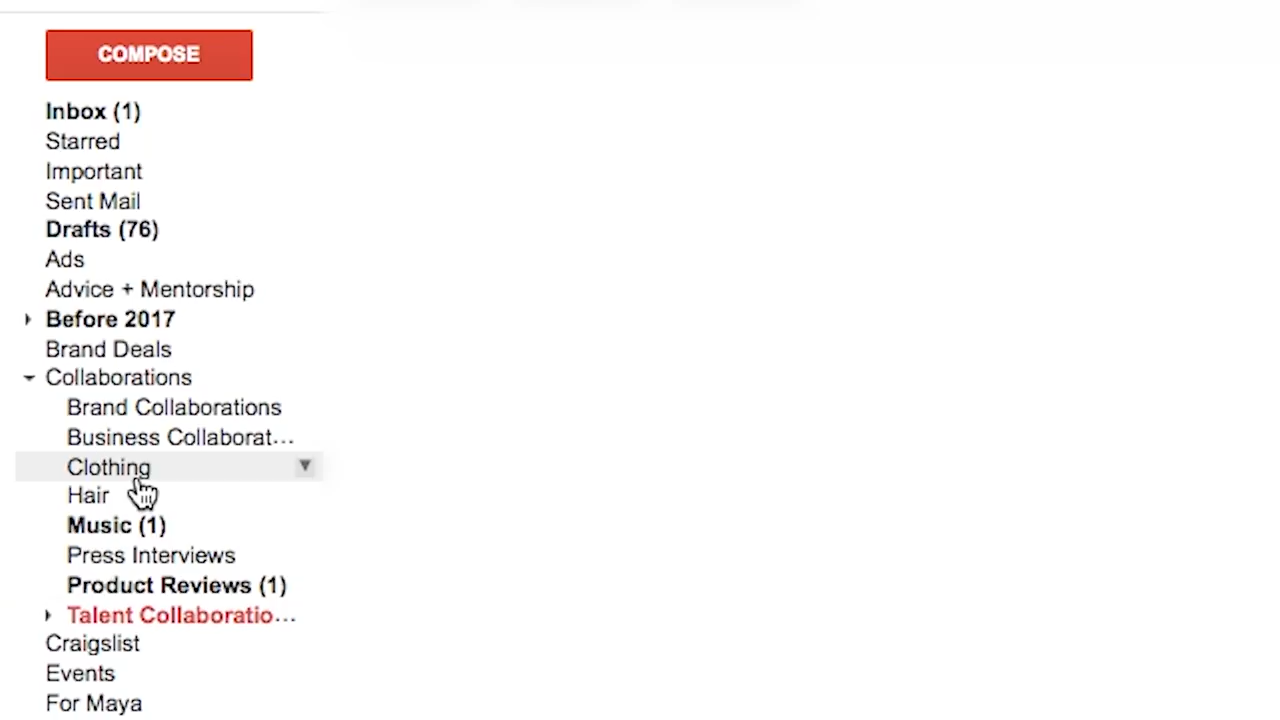 COMPOSE
Inbox (1)
Starred
Important
Sent Mail
Drafts (76)
Ads
Advice + Mentorship
Before 2017
Brand Deals
Collaborations
Brand Collaborations
Business Collaborat...
Clothing
Hair
Music (1)
Press Interviews
Product Reviews (1)
Talent Collaboratio...
Craigslist
Events
For Maya